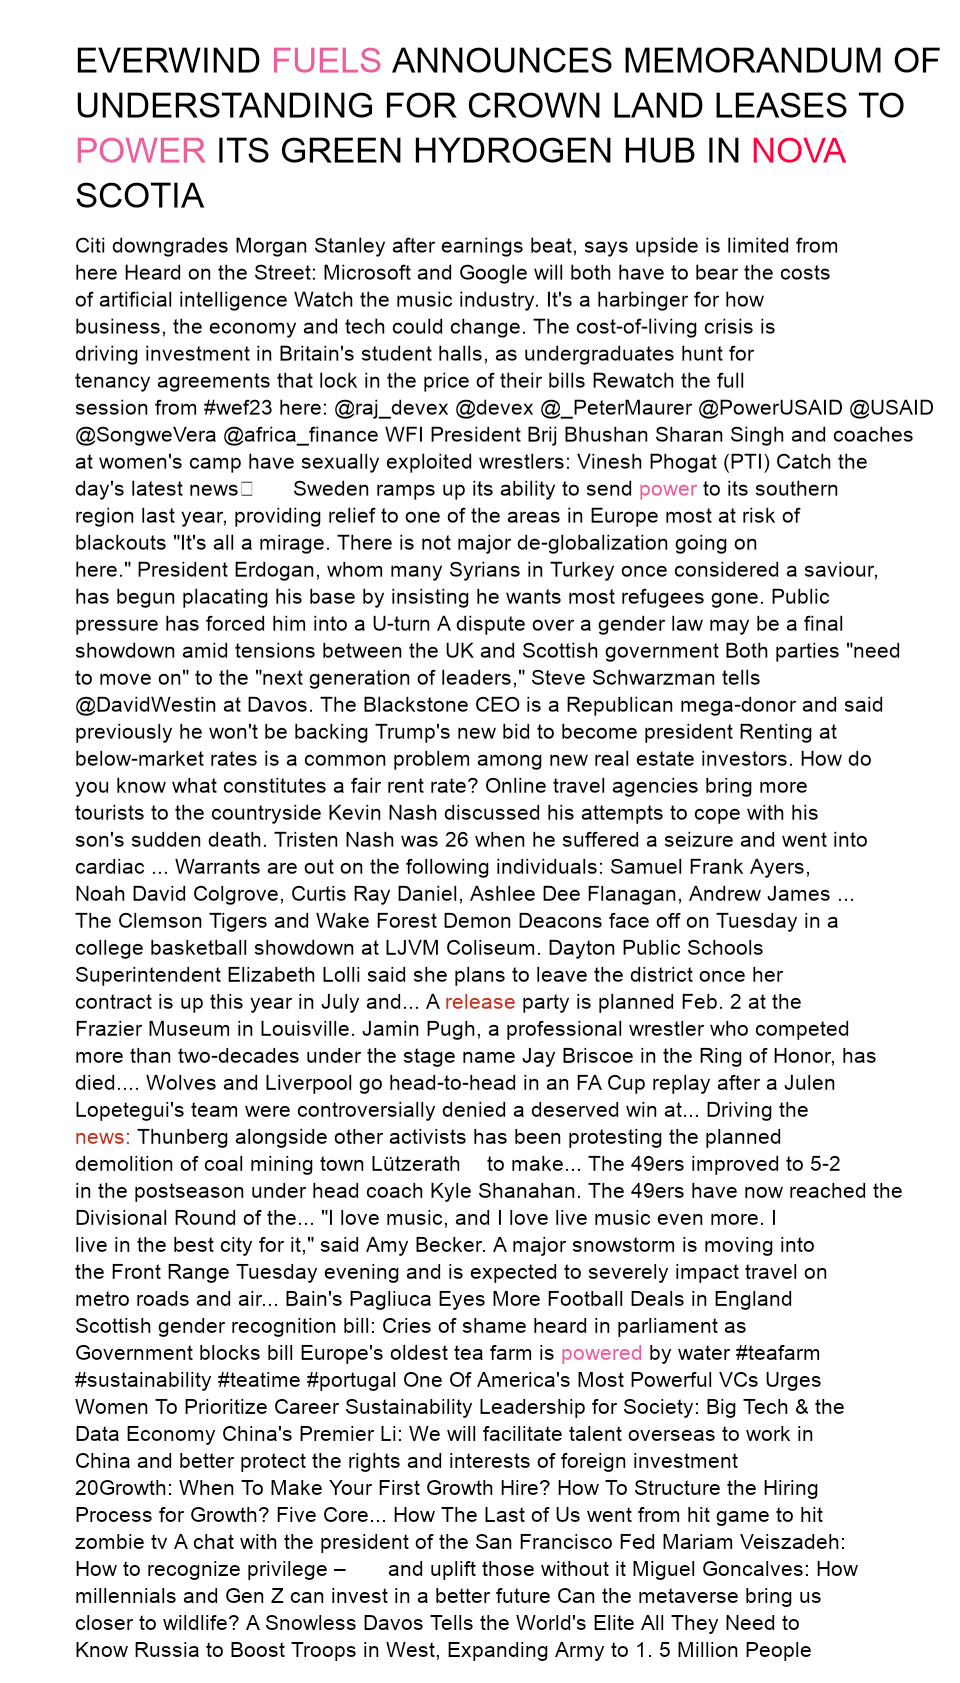 EVERWIND FUELS ANNOUNCES MEMORANDUM OF
UNDERSTANDING FOR CROWN LAND LEASES TO
POWER ITS GREEN HYDROGEN HUB IN NOVA
SCOTIA
Citi downgrades Morgan Stanley after earnings beat, says upside is limited from
here Heard on the Street: Microsoft and Google will both have to bear the costs
of artificial intelligence Watch the music industry. It's a harbinger for how
business, the economy and tech could change. The cost-of-living crisis is
driving investment in Britain's student halls, as undergraduates hunt for
tenancy agreements that lock in the price of their bills Rewatch the full
session from #wef23 here: @raj_devex @devex @_PeterMaurer @PowerUSAID @USAID
@SongweVera @africa_finance WFI President Brij Bhushan Sharan Singh and coaches
at women's camp have sexually exploited wrestlers: Vinesh Phogat (PTI) Catch the
day's latest news Sweden ramps up its ability to send power to its southern
region last year, providing relief to one of the areas in Europe most at risk of
blackouts "It's all a mirage. There is not major de-globalization going on
here." President Erdogan, whom many Syrians in Turkey once considered a saviour,
has begun placating his base by insisting he wants most refugees gone. Public
pressure has forced him into a U-turn A dispute over a gender law may be a final
showdown amid tensions between the UK and Scottish government Both parties "need
to move on" to the "next generation of leaders," Steve Schwarzman tells
@DavidWestin at Davos. The Blackstone CEO is a Republican mega-donor and said
previously he won't be backing Trump's new bid to become president Renting at
below-market rates is a common problem among new real estate investors. How do
you know what constitutes a fair rent rate? Online travel agencies bring more
tourists to the countryside Kevin Nash discussed his attempts to cope with his
son's sudden death. Tristen Nash was 26 when he suffered a seizure and went into
cardiac ... Warrants are out on the following individuals: Samuel Frank Ayers,
Noah David Colgrove, Curtis Ray Daniel, Ashlee Dee Flanagan, Andrew James ...
The Clemson Tigers and Wake Forest Demon Deacons face off on Tuesday in a
college basketball showdown at LJVM Coliseum. Dayton Public Schools
Superintendent Elizabeth Lolli said she plans to leave the district once her
contract is up this year in July and... A release party is planned Feb. 2 at the
Frazier Museum in Louisville. Jamin Pugh, a professional wrestler who competed
more than two-decades under the stage name Jay Briscoe in the Ring of Honor, has
died.... Wolves and Liverpool go head-to-head in an FA Cup replay after a Julen
Lopetegui's team were controversially denied a deserved win at... Driving the
news: Thunberg alongside other activists has been protesting the planned
demolition of coal mining town Lützerath to make... The 49ers improved to 5-2
in the postseason under head coach Kyle Shanahan. The 49ers have now reached the
Divisional Round of the... "I love music, and I love live music even more. I
live in the best city for it," said Amy Becker. A major snowstorm is moving into
the Front Range Tuesday evening and is expected to severely impact travel on
metro roads and air... Bain's Pagliuca Eyes More Football Deals in England
Scottish gender recognition bill: Cries of shame heard in parliament as
Government blocks bill Europe's oldest tea farm is powered by water #teafarm
#sustainability #teatime #portugal One Of America's Most Powerful VCs Urges
Women To Prioritize Career Sustainability Leadership for Society: Big Tech & the
Data Economy China's Premier Li: We will facilitate talent overseas to work in
China and better protect the rights and interests of foreign investment
20Growth: When To Make Your First Growth Hire? How To Structure the Hiring
Process for Growth? Five Core... How The Last of Us went from hit game to hit
zombie tv A chat with the president of the San Francisco Fed Mariam Veiszadeh:
How to recognize privilege – and uplift those without it Miguel Goncalves: How
millennials and Gen Z can invest in a better future Can the metaverse bring us
closer to wildlife? A Snowless Davos Tells the World's Elite All They Need to
Know Russia to Boost Troops in West, Expanding Army to 1. 5 Million People